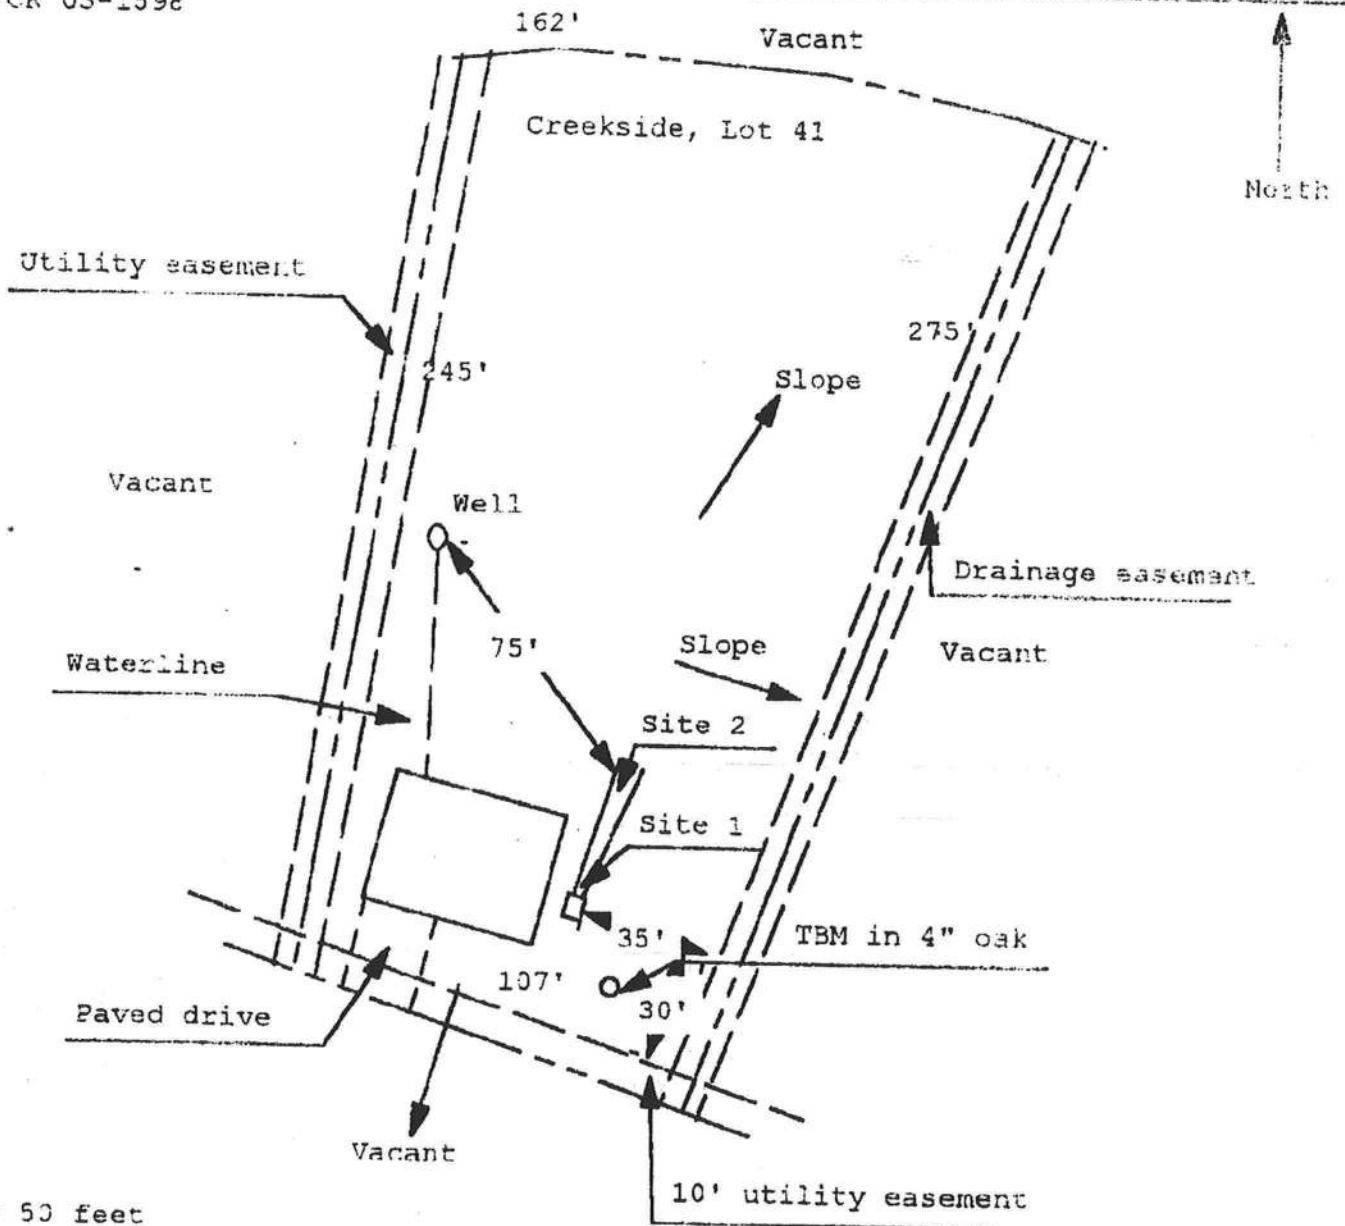 162'
Vacant
Creekside, Lot 41
North
Utility easement
275'
245'
Slope
Vacant
Well
Drainage easement
75'
Slope
Vacant
Waterline
Site 2
Site 1
35'
TBM in 4" oak
107'
30'
Paved drive
Vacant
10' utility easement
50 feet